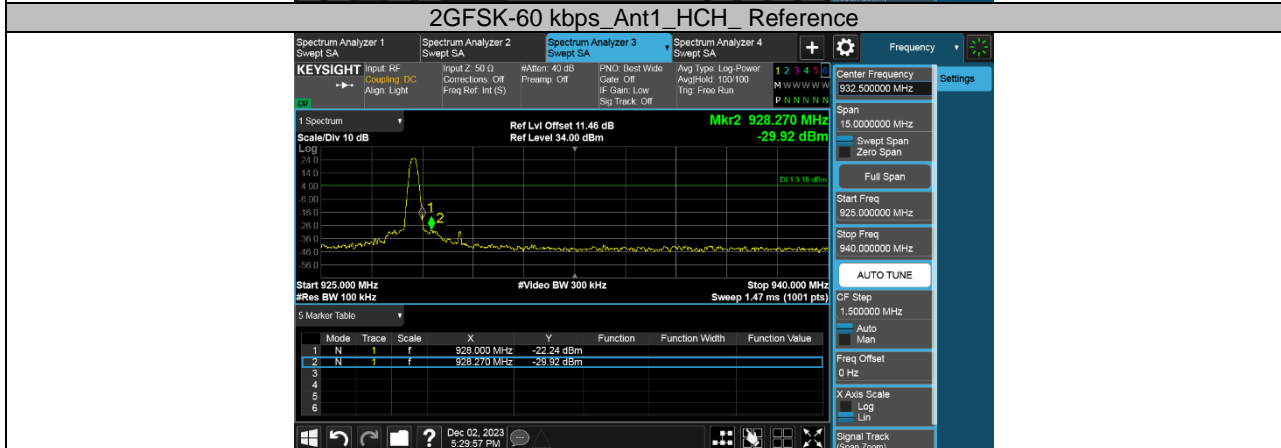 2GFSK-60 kbps_Ant1_HCH_ Reference
Spectrum Analyzer 1 Spectrum Analyzer 2 Spectrum Analyzer 3 Spectrum Analyzer 4 + Frequency
Swept SA Swept SA Swept SA Swept SA
KEYSIGHT Input: RF Input Z: 50 Ω #Atten: 40 dB PNO: Best Wide Avg Type: Log-Power 1 2 3 4 5 6
Coupling: DC Corrections: Off Preamp: Off Gate: Off Avg|Hold: 100/100 M W W W W W
Align: Light Freq Ref: Int (S) IF Gain: Low Trig: Free Run
Sig Track: Off P N N N N N
LXI
Center Frequency
932.500000 MHz
Settings
1 Spectrum
Ref Lvl Offset 11.46 dB
Mkr2 928.270 MHz
Scale/Div 10 dB
Ref Level 34.00 dBm
-29.92 dBm
Log
24.0
14.0
4.00
-6.00
-16.0
-26.0
-36.0
-46.0
-56.0
DL1 5.18 dBm
1
2
Start 925.000 MHz #Video BW 300 kHz Stop 940.000 MHz
#Res BW 100 kHz Sweep 1.47 ms (1001 pts)
Span
15.0000000 MHz
Swept Span
Zero Span
Full Span
Start Freq
925.000000 MHz
Stop Freq
940.000000 MHz
AUTO TUNE
CF Step
1.500000 MHz
Auto
Man
Freq Offset
0 Hz
X Axis Scale
Log
Lin
Signal Track
(Span Zoom)
5 Marker Table
Mode Trace Scale X Y Function Function Width Function Value
1 N 1 f 928.000 MHz -22.24 dBm
2 N 1 f 928.270 MHz -29.92 dBm
3
4
5
6
? Dec 02, 2023
5:29:57 PM